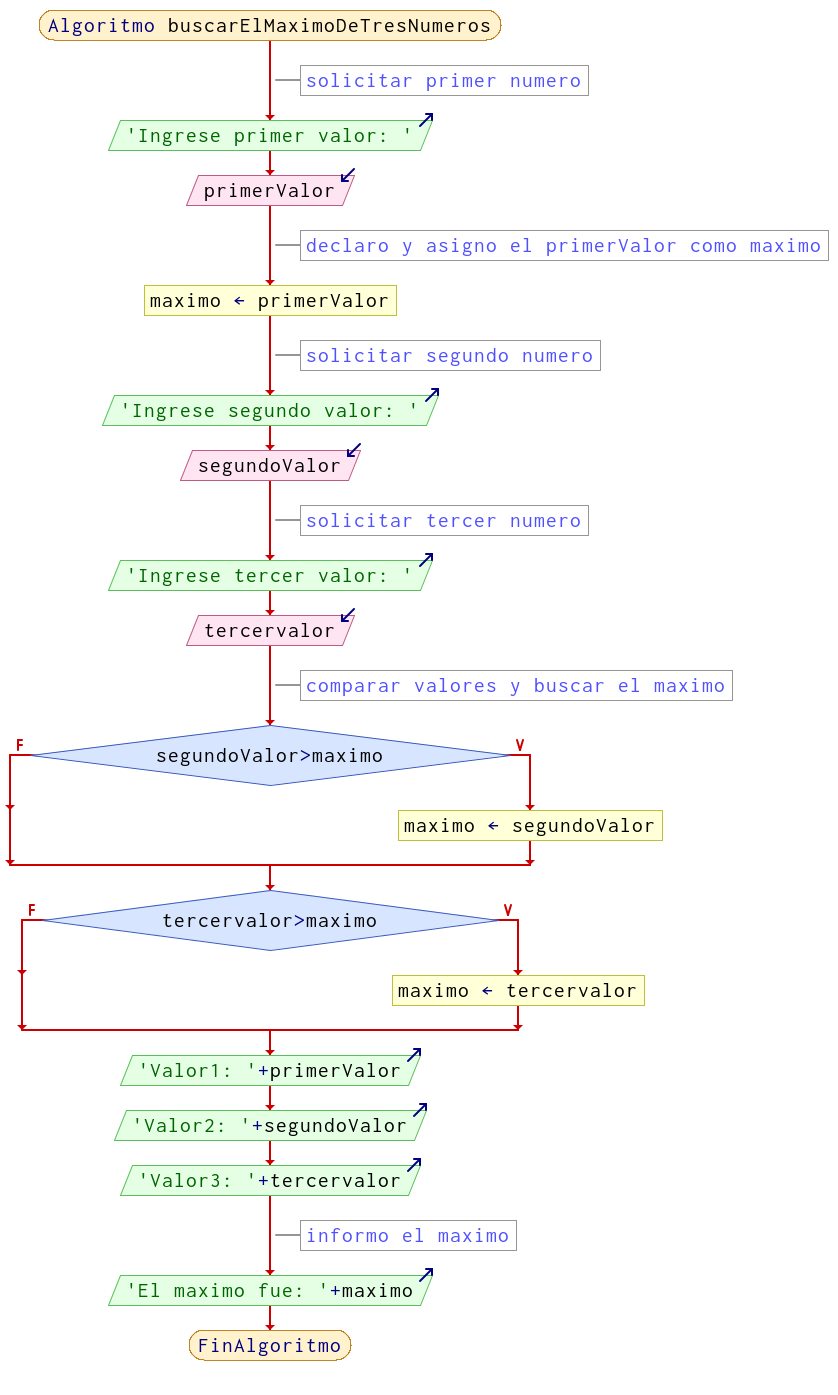 Algoritmo buscarElMaximoDeTresNumeros
solicitar primer numero
'Ingrese primer valor: '
primerValor
declaro y asigno el primerValor como maximo
maximo ← primerValor
solicitar segundo numero
'Ingrese segundo valor: '
segundoValor
solicitar tercer numero
'Ingrese tercer valor: '
tercervalor
comparar valores y buscar el maximo
F
V
segundoValor>maximo
maximo ← segundoValor
F
V
tercervalor>maximo
maximo ← tercervalor
'Valor1: '+primerValor
'Valor2: '+segundoValor
'Valor3: '+tercervalor
informo el maximo
'El maximo fue: '+maximo
FinAlgoritmo